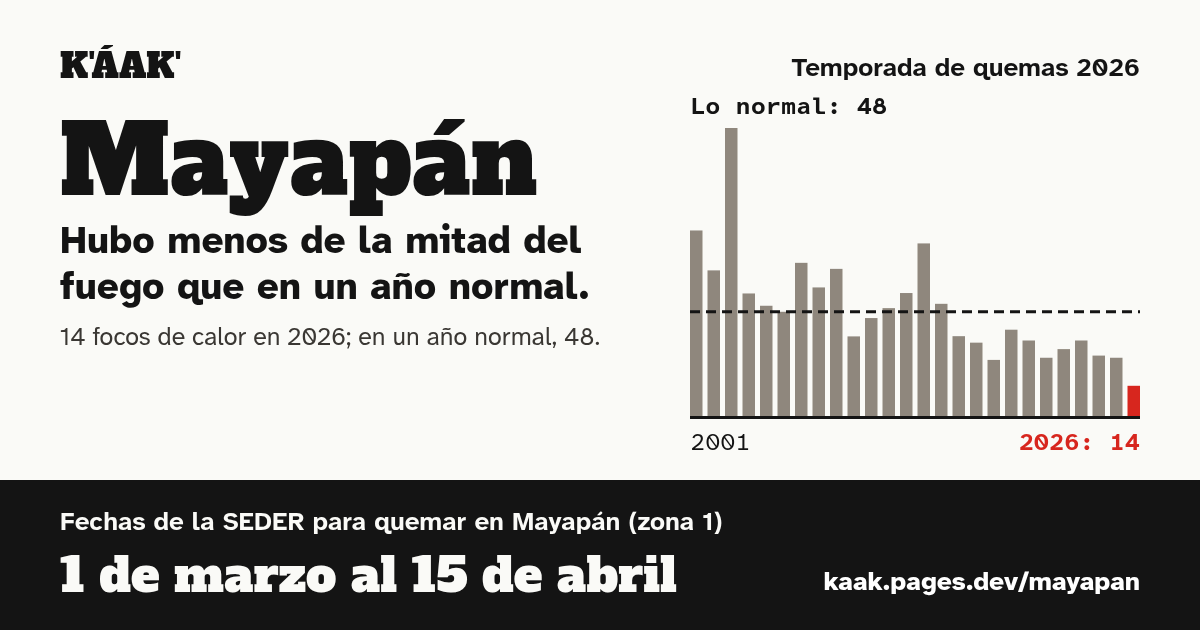 K'ÁAK'
Mayapán
Hubo menos de la mitad del
fuego que en un año normal.
14 focos de calor en 2026; en un año normal, 48.
Temporada de quemas 2026
Lo normal: 48
2001
2026: 14
Fechas de la SEDER para quemar en Mayapán (zona 1)
1 de marzo al 15 de abril
kaak.pages.dev/mayapan